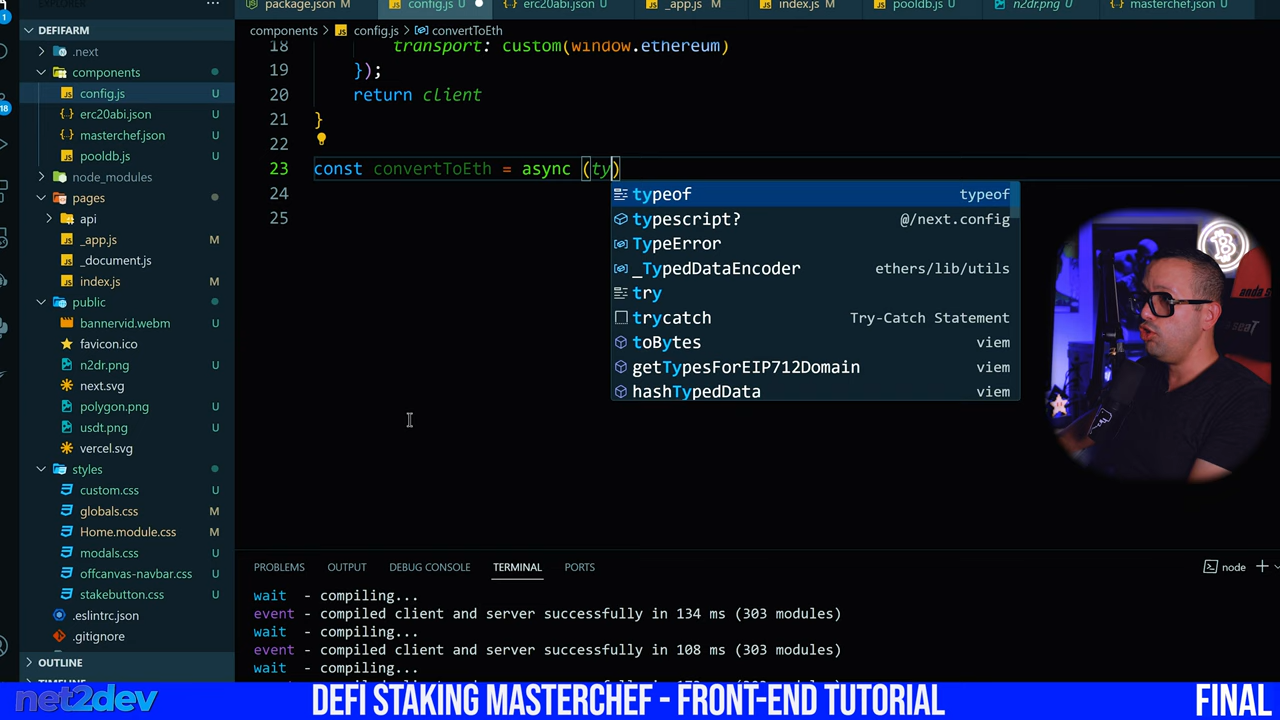 EXPLORER
package.json M
config.js U
erc20abi.json U
_app.js M
index.js M
pooldb.js U
n2dr.png U
masterchef.json U
DEFIFARM
components > config.js > convertToEth
.next
components
config.js U
erc20abi.json U
masterchef.json U
pooldb.js U
node_modules
pages
api
_app.js M
_document.js
index.js M
public
bannervid.webm U
favicon.ico
n2dr.png U
next.svg
polygon.png U
usdt.png U
vercel.svg
styles
custom.css U
globals.css M
Home.module.css M
modals.css U
offcanvas-navbar.css U
stakebutton.css U
.eslintrc.json
.gitignore
OUTLINE
TIMELINE
18
18 transport: custom(window.ethereum)
19 });
20 return client
21 }
22
23 const convertToEth = async (ty)
24
25
typeof typeof
typescript? @/next.config
TypeError
_TypedDataEncoder ethers/lib/utils
try
trycatch Try-Catch Statement
toBytes viem
getTypesForEIP712Domain viem
hashTypedData viem
PROBLEMS OUTPUT DEBUG CONSOLE TERMINAL PORTS
node
wait - compiling...
event - compiled client and server successfully in 134 ms (303 modules)
wait - compiling...
event - compiled client and server successfully in 108 ms (303 modules)
wait - compiling...
net2dev
DEFI STAKING MASTERCHEF - FRONT-END TUTORIAL
FINAL